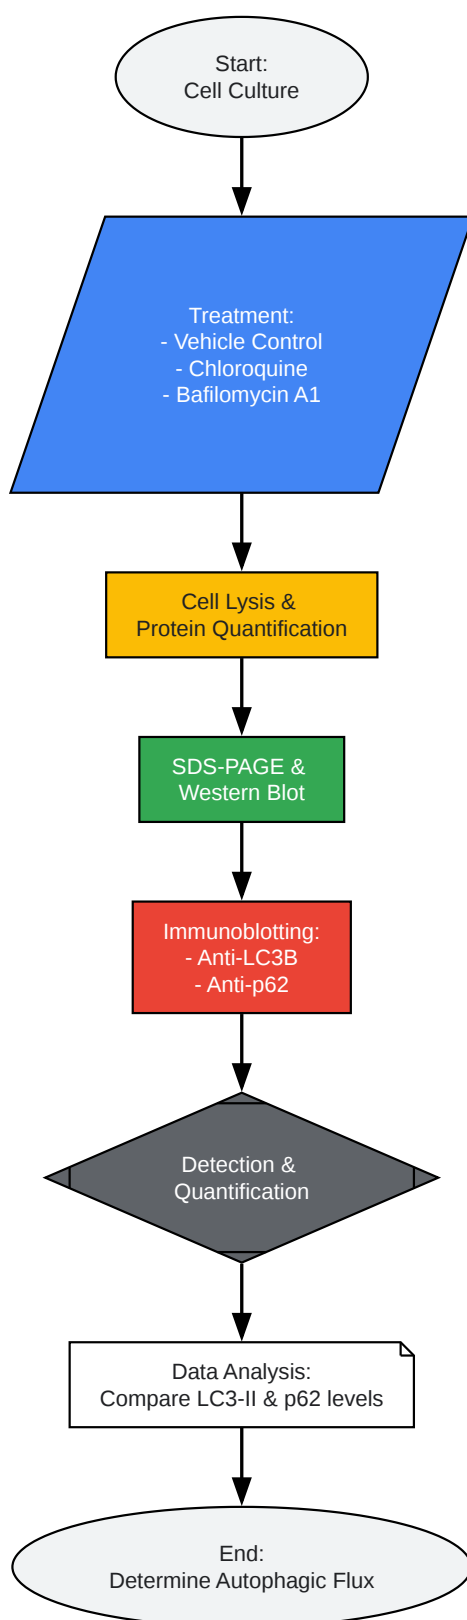 Start:
Cell Culture
Treatment:
- Vehicle Control
- Chloroquine
- Bafilomycin A1
Cell Lysis &
Protein Quantification
SDS-PAGE &
Western Blot
Immunoblotting:
- Anti-LC3B
- Anti-p62
Detection &
Quantification
Data Analysis:
Compare LC3-II & p62 levels
End:
Determine Autophagic Flux